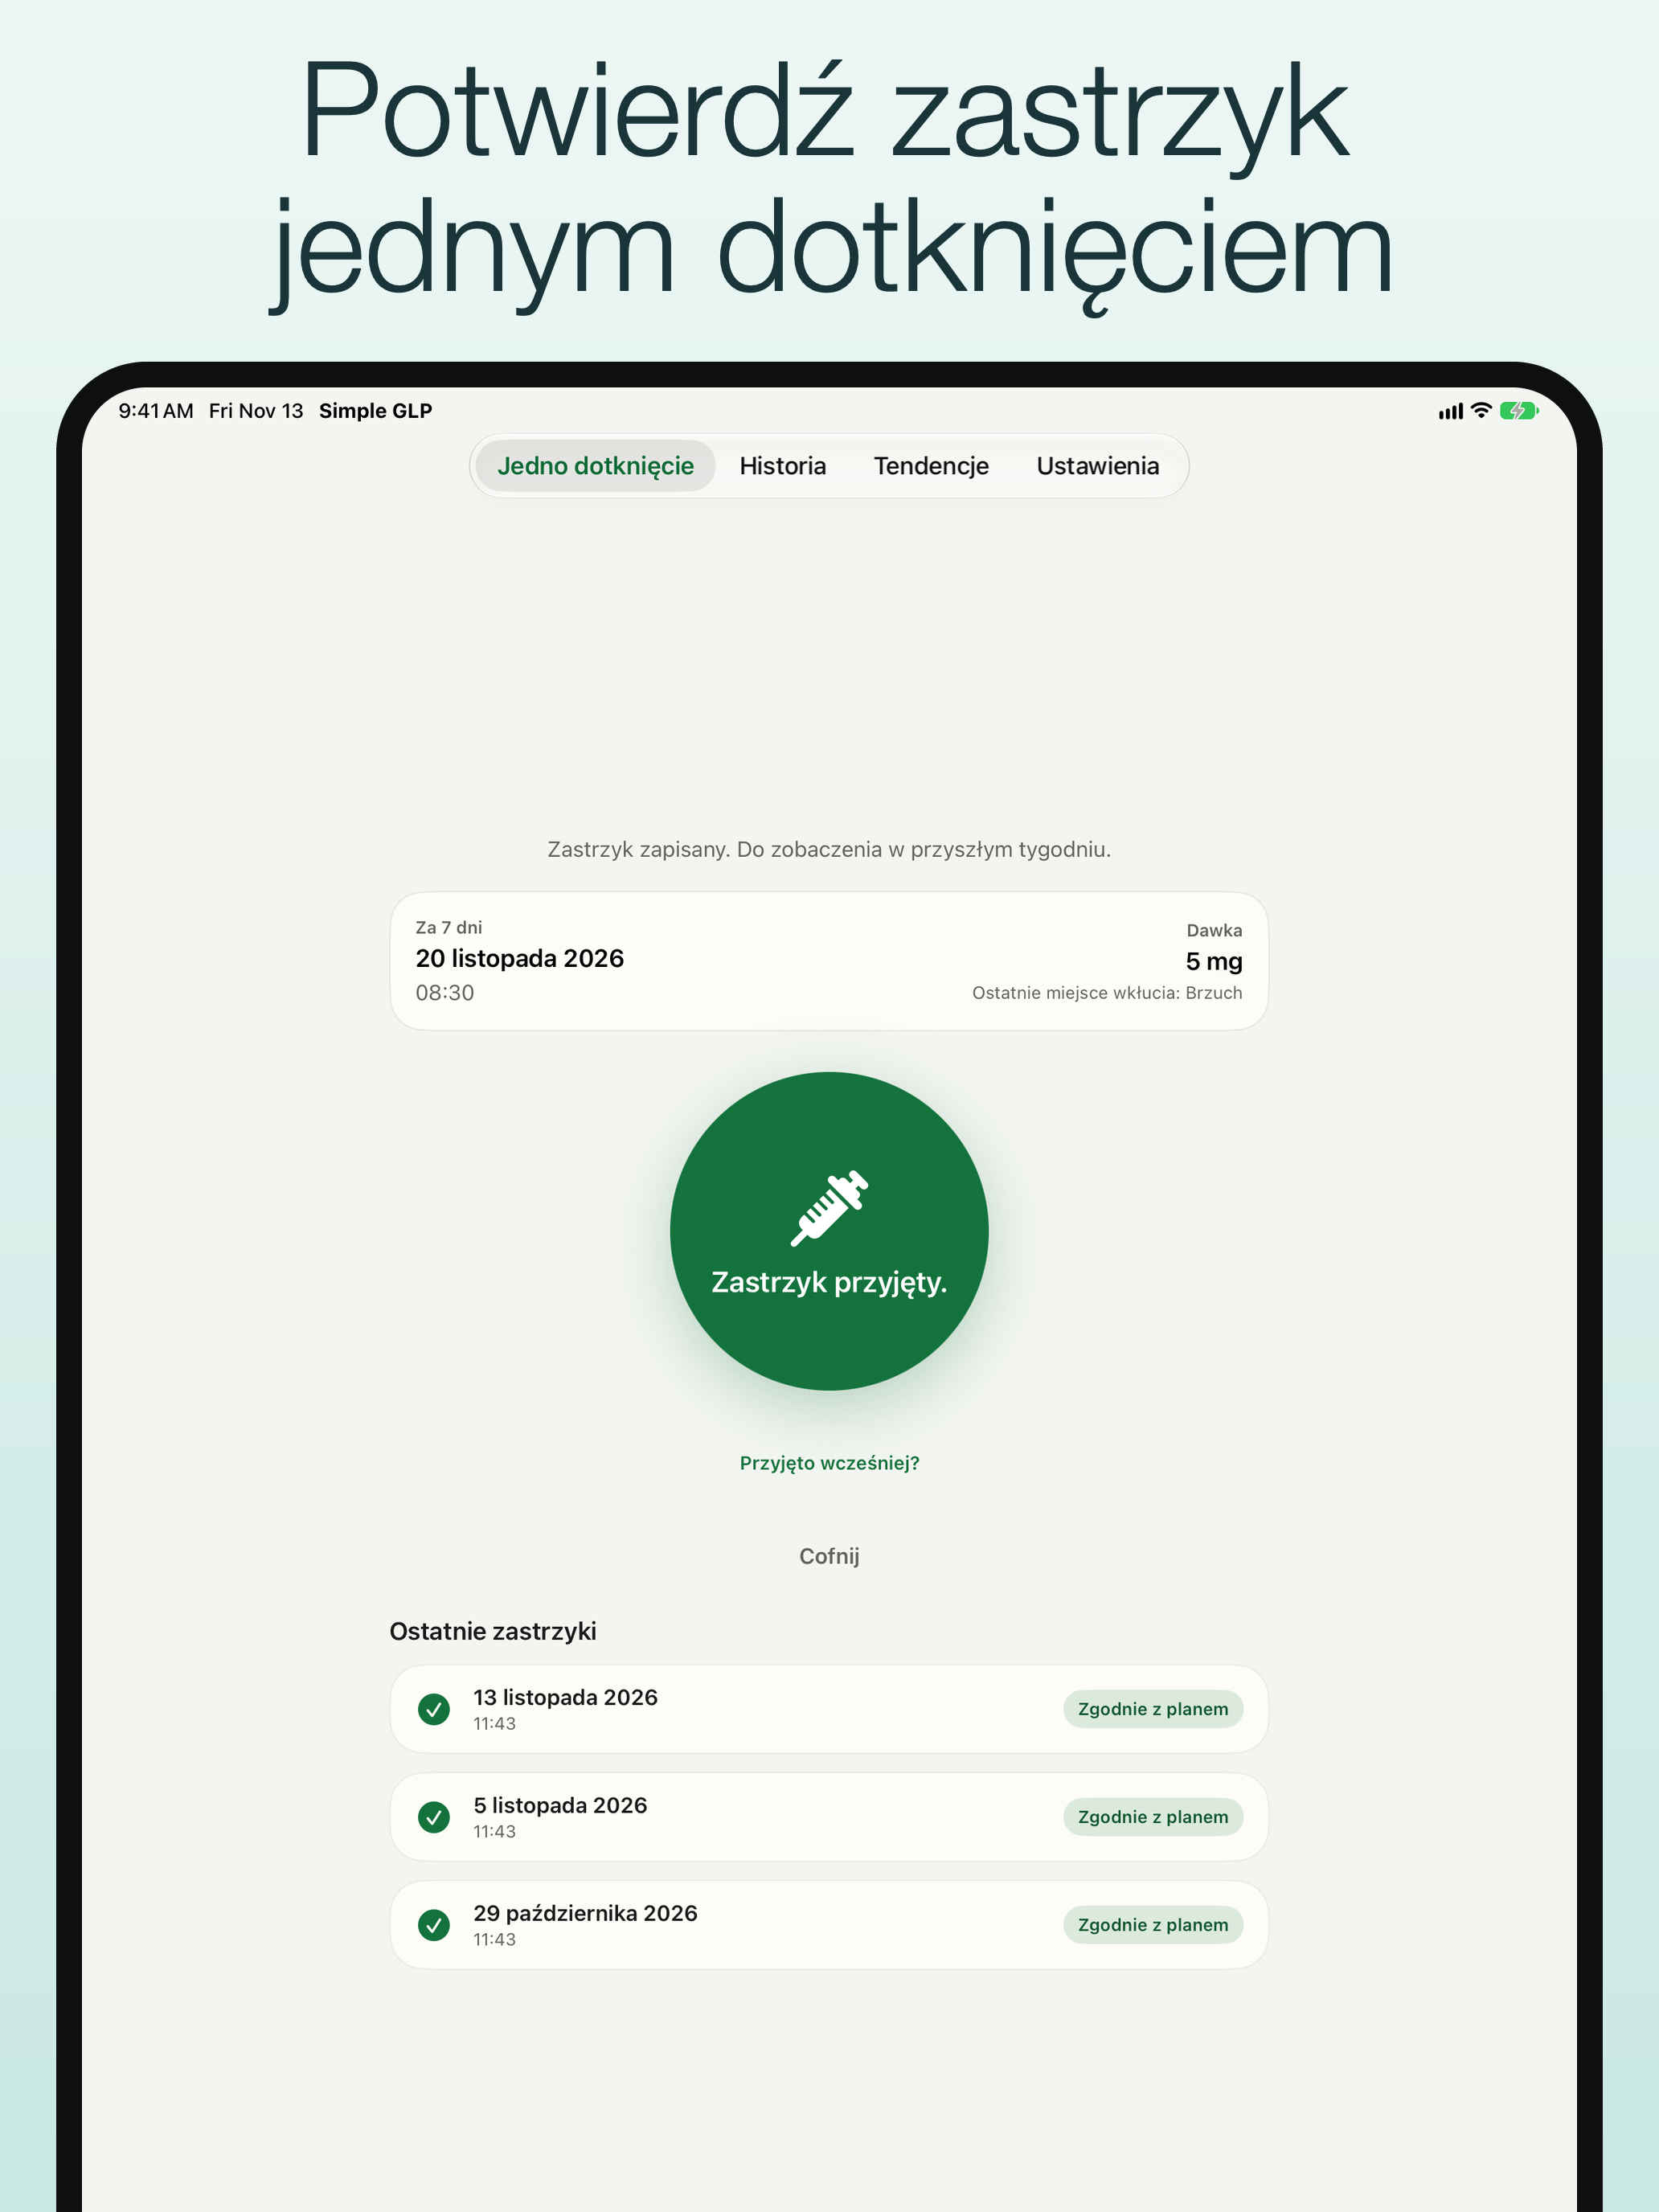 Potwierdź zastrzyk
jednym dotknięciem
9:41 AM Fri Nov 13 Simple GLP
Jedno dotknięcie Historia Tendencje Ustawienia
Zastrzyk zapisany. Do zobaczenia w przyszłym tygodniu.
Za 7 dni
20 listopada 2026
08:30
Dawka
5 mg
Ostatnie miejsce wkłucia: Brzuch
Zastrzyk przyjęty.
Przyjęto wcześniej?
Cofnij
Ostatnie zastrzyki
13 listopada 2026
11:43
Zgodnie z planem
5 listopada 2026
11:43
Zgodnie z planem
29 października 2026
11:43
Zgodnie z planem